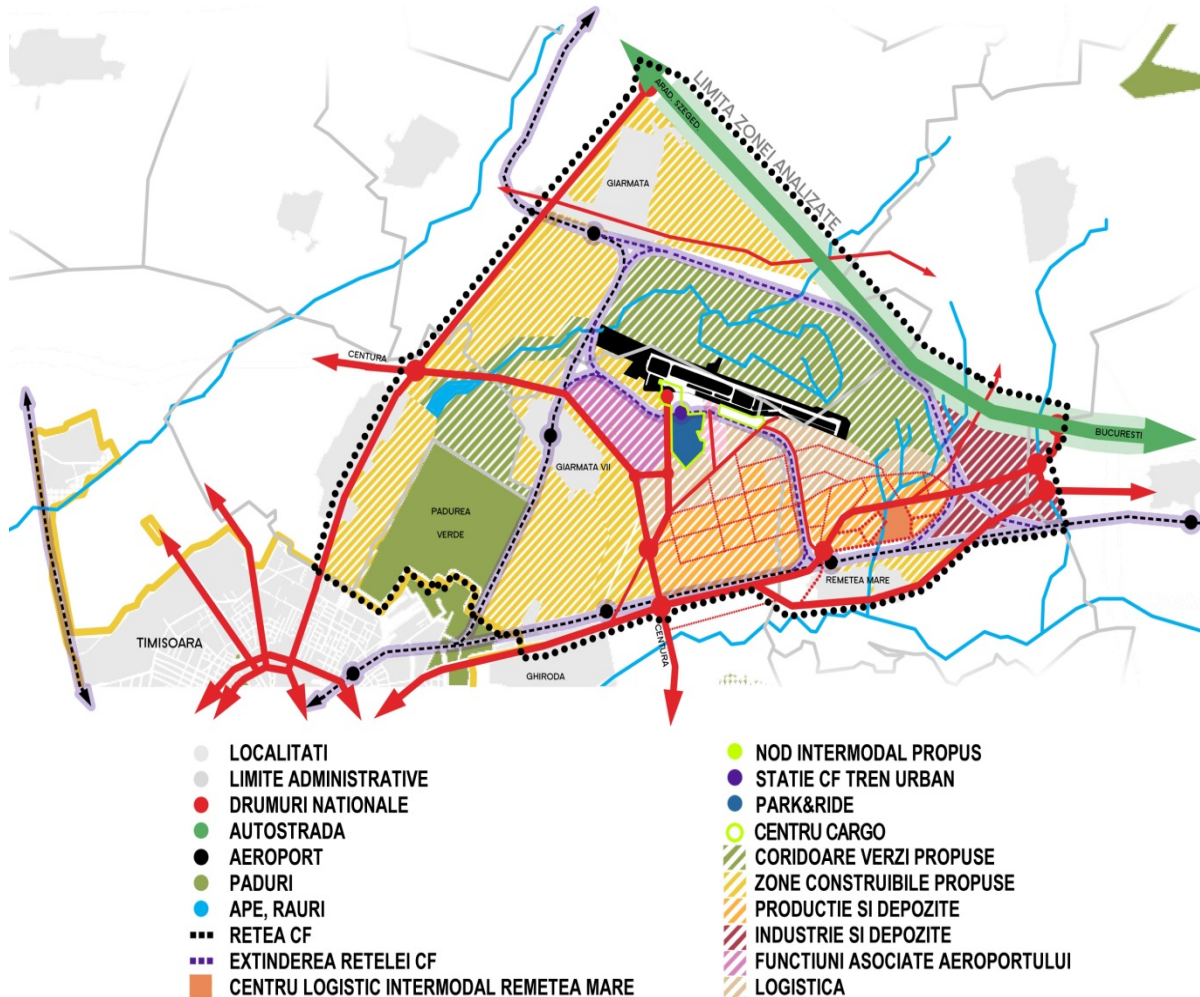 ARAD, SZEGED
LIMITA ZONEI ANALIZATE
GIARMATA
CENTURA
BUCURESTI
GIARMATA VII
PADUREA
VERDE
REMETEA MARE
TIMISOARA
CENTURA
GHIRODA
LOCALITATI
LIMITE ADMINISTRATIVE
DRUMURI NATIONALE
AUTOSTRADA
AEROPORT
PADURI
APE, RAURI
RETEA CF
EXTINDEREA RETELEI CF
CENTRU LOGISTIC INTERMODAL REMETEA MARE
NOD INTERMODAL PROPUS
STATIE CF TREN URBAN
PARK&RIDE
CENTRU CARGO
CORIDOARE VERZI PROPUSE
ZONE CONSTRUIBILE PROPUSE
PRODUCTIE SI DEPOZITE
INDUSTRIE SI DEPOZITE
FUNCTIUNI ASOCIATE AEROPORTULUI
LOGISTICA